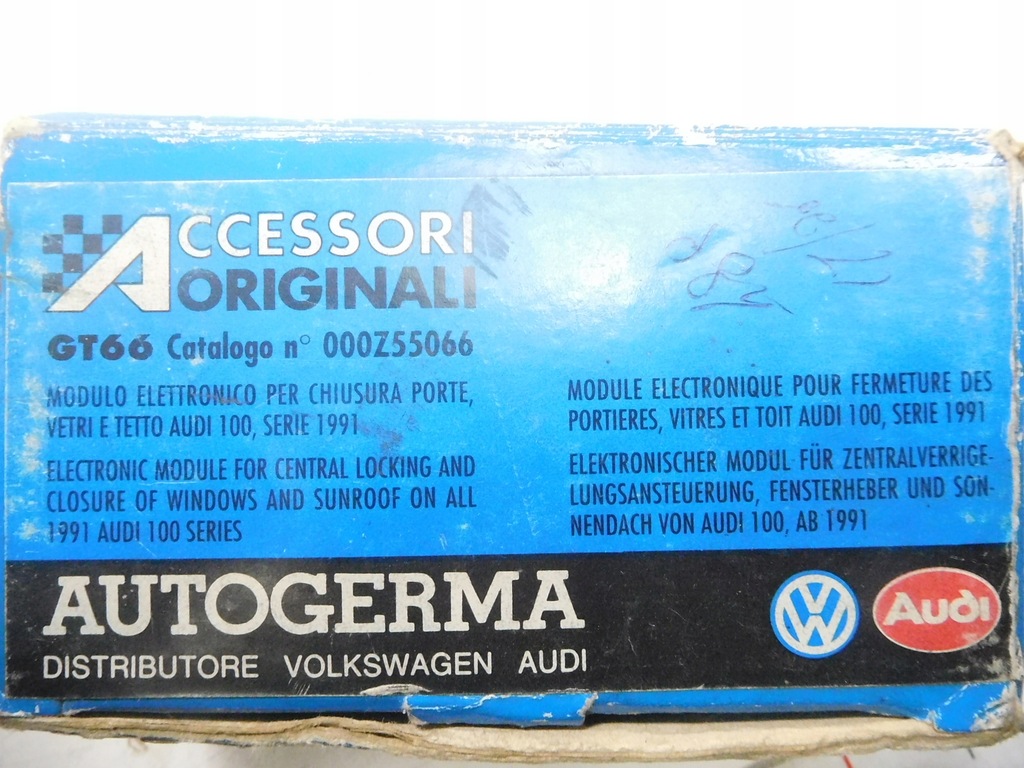 ACCESSORI
ORIGINALI
GT66 Catalogo n° 000Z55066
MODULO ELETTRONICO PER CHIUSURA PORTE,
VETRI E TETTO AUDI 100, SERIE 1991
ELECTRONIC MODULE FOR CENTRAL LOCKING AND
CLOSURE OF WINDOWS AND SUNROOF ON ALL
1991 AUDI 100 SERIES
MODULE ELECTRONIQUE POUR FERMETURE DES
PORTIERES, VITRES ET TOIT AUDI 100, SERIE 1991
ELEKTRONISCHER MODUL FÜR ZENTRALVERRIGE-
LUNGSANSTEUERUNG, FENSTERHEBER UND SON-
NENDACH VON AUDI 100, AB 1991
AUTOGERMA
DISTRIBUTORE VOLKSWAGEN AUDI
VW
Audi